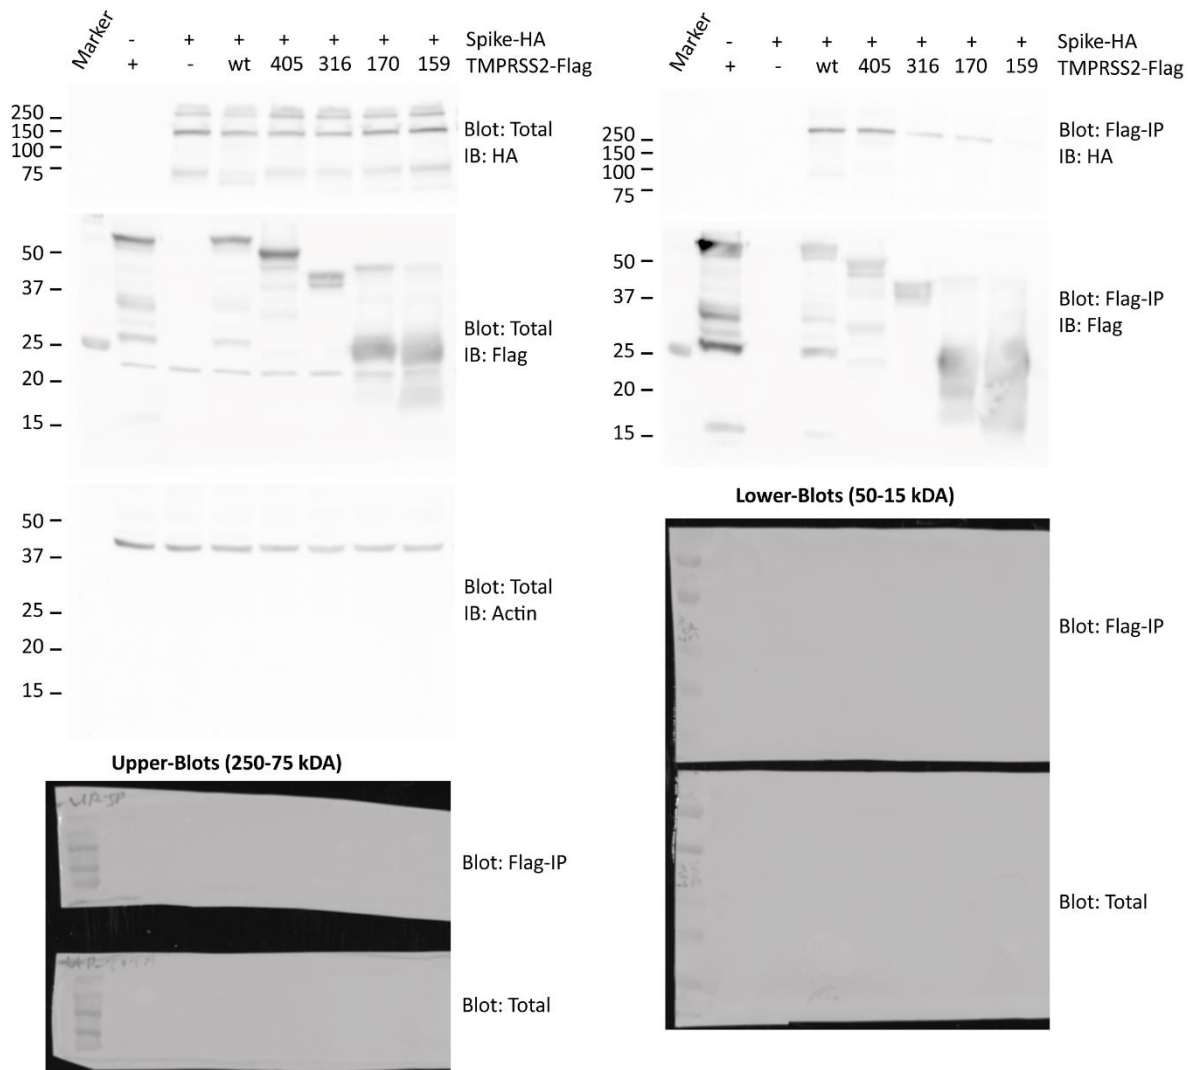 Marker - + + + + + + Spike-HA
+ - wt 405 316 170 159 TMPRSS2-Flag
250
150
100
75
Blot: Total
IB: HA
50
37
25
20
15
Blot: Total
IB: Flag
50
37
25
20
15
Blot: Total
IB: Actin
Upper-Blots (250-75 kDA)
Blot: Flag-IP
Blot: Total
Marker - + + + + + + Spike-HA
+ - wt 405 316 170 159 TMPRSS2-Flag
250
150
100
75
Blot: Flag-IP
IB: HA
50
37
25
20
15
Blot: Flag-IP
IB: Flag
Lower-Blots (50-15 kDA)
Blot: Flag-IP
Blot: Total